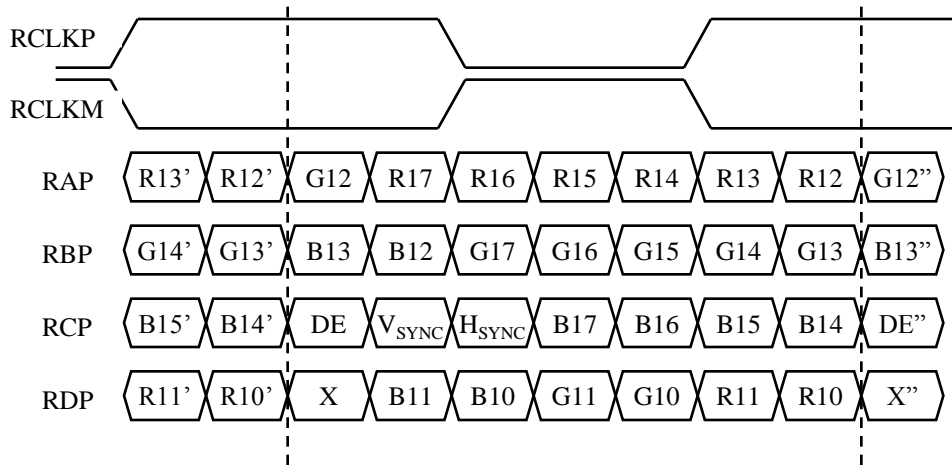 RCLKP
RCLKM
RAP R13’ R12’ G12 R17 R16 R15 R14 R13 R12 G12”
RBP G14’ G13’ B13 B12 G17 G16 G15 G14 G13 B13”
RCP B15’ B14’ DE VSYNC HSYNC B17 B16 B15 B14 DE”
RDP R11’ R10’ X B11 B10 G11 G10 R11 R10 X”